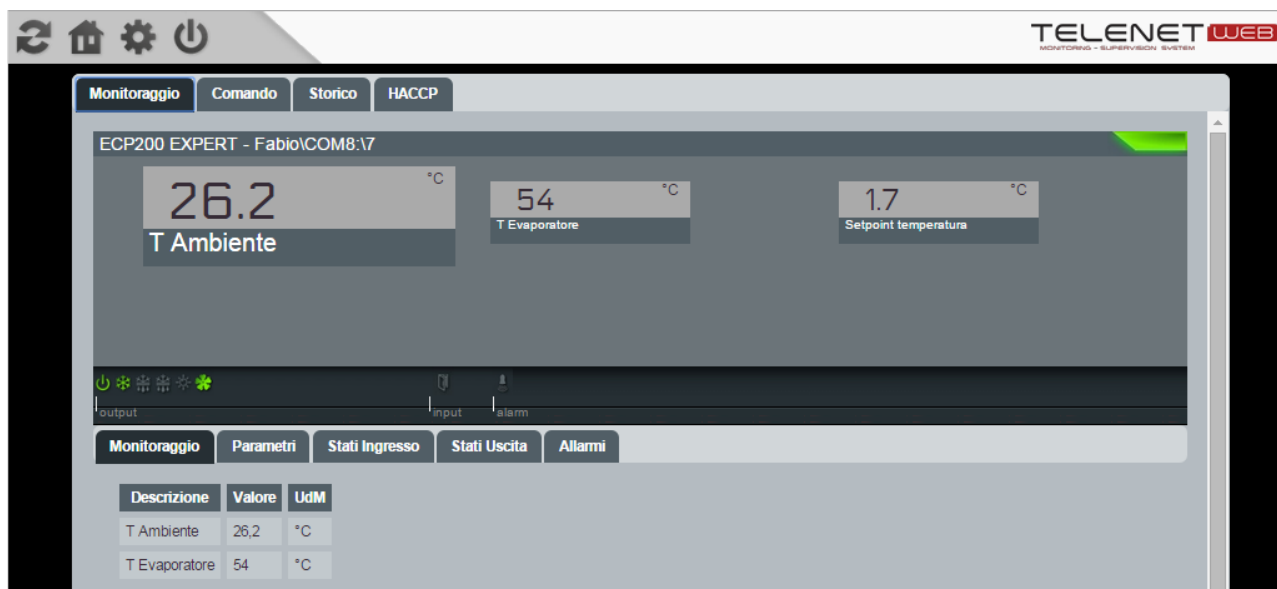 TELENET WEB
MONITORING - SUPERVISION SYSTEM
Monitoraggio Comando Storico HACCP
ECP200 EXPERT - Fabio\COM8:\7
26.2 °C
T Ambiente
54 °C
T Evaporatore
1.7 °C
Setpoint temperatura
output input alarm
Monitoraggio Parametri Stati Ingresso Stati Uscita Allarmi
Descrizione Valore UdM
T Ambiente 26,2 °C
T Evaporatore 54 °C